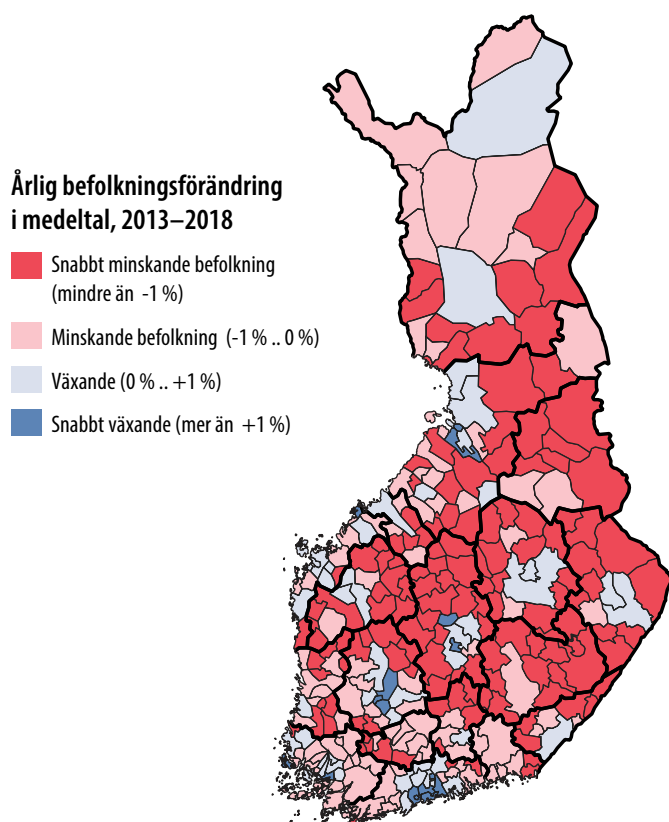 Årlig befolkningsförändring
i medeltal, 2013–2018
Snabbt minskande befolkning
(mindre än -1 %)
Minskande befolkning (-1 % .. 0 %)
Växande (0 % .. +1 %)
Snabbt växande (mer än +1 %)